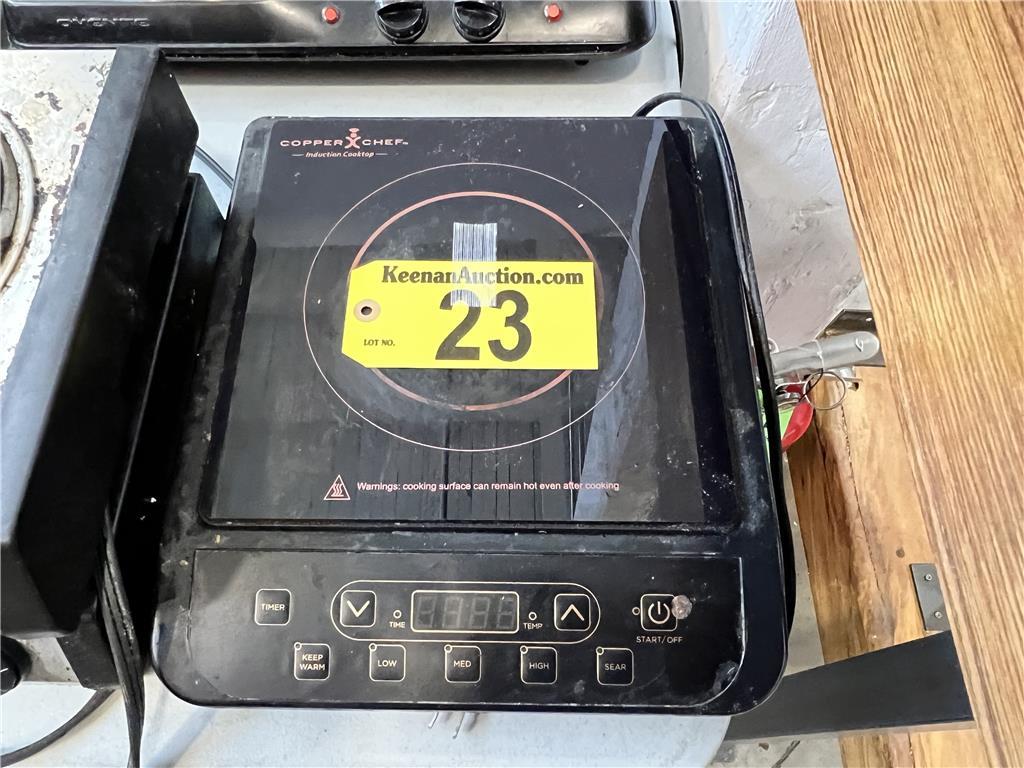 OVENTE
COPPER CHEF
Induction Cooktop
KeenanAuction.com
23
LOT NO.
Warnings: cooking surface can remain hot even after cooking
TIMER
TIME
TEMP
START/OFF
KEEP WARM
LOW
MED
HIGH
SEAR